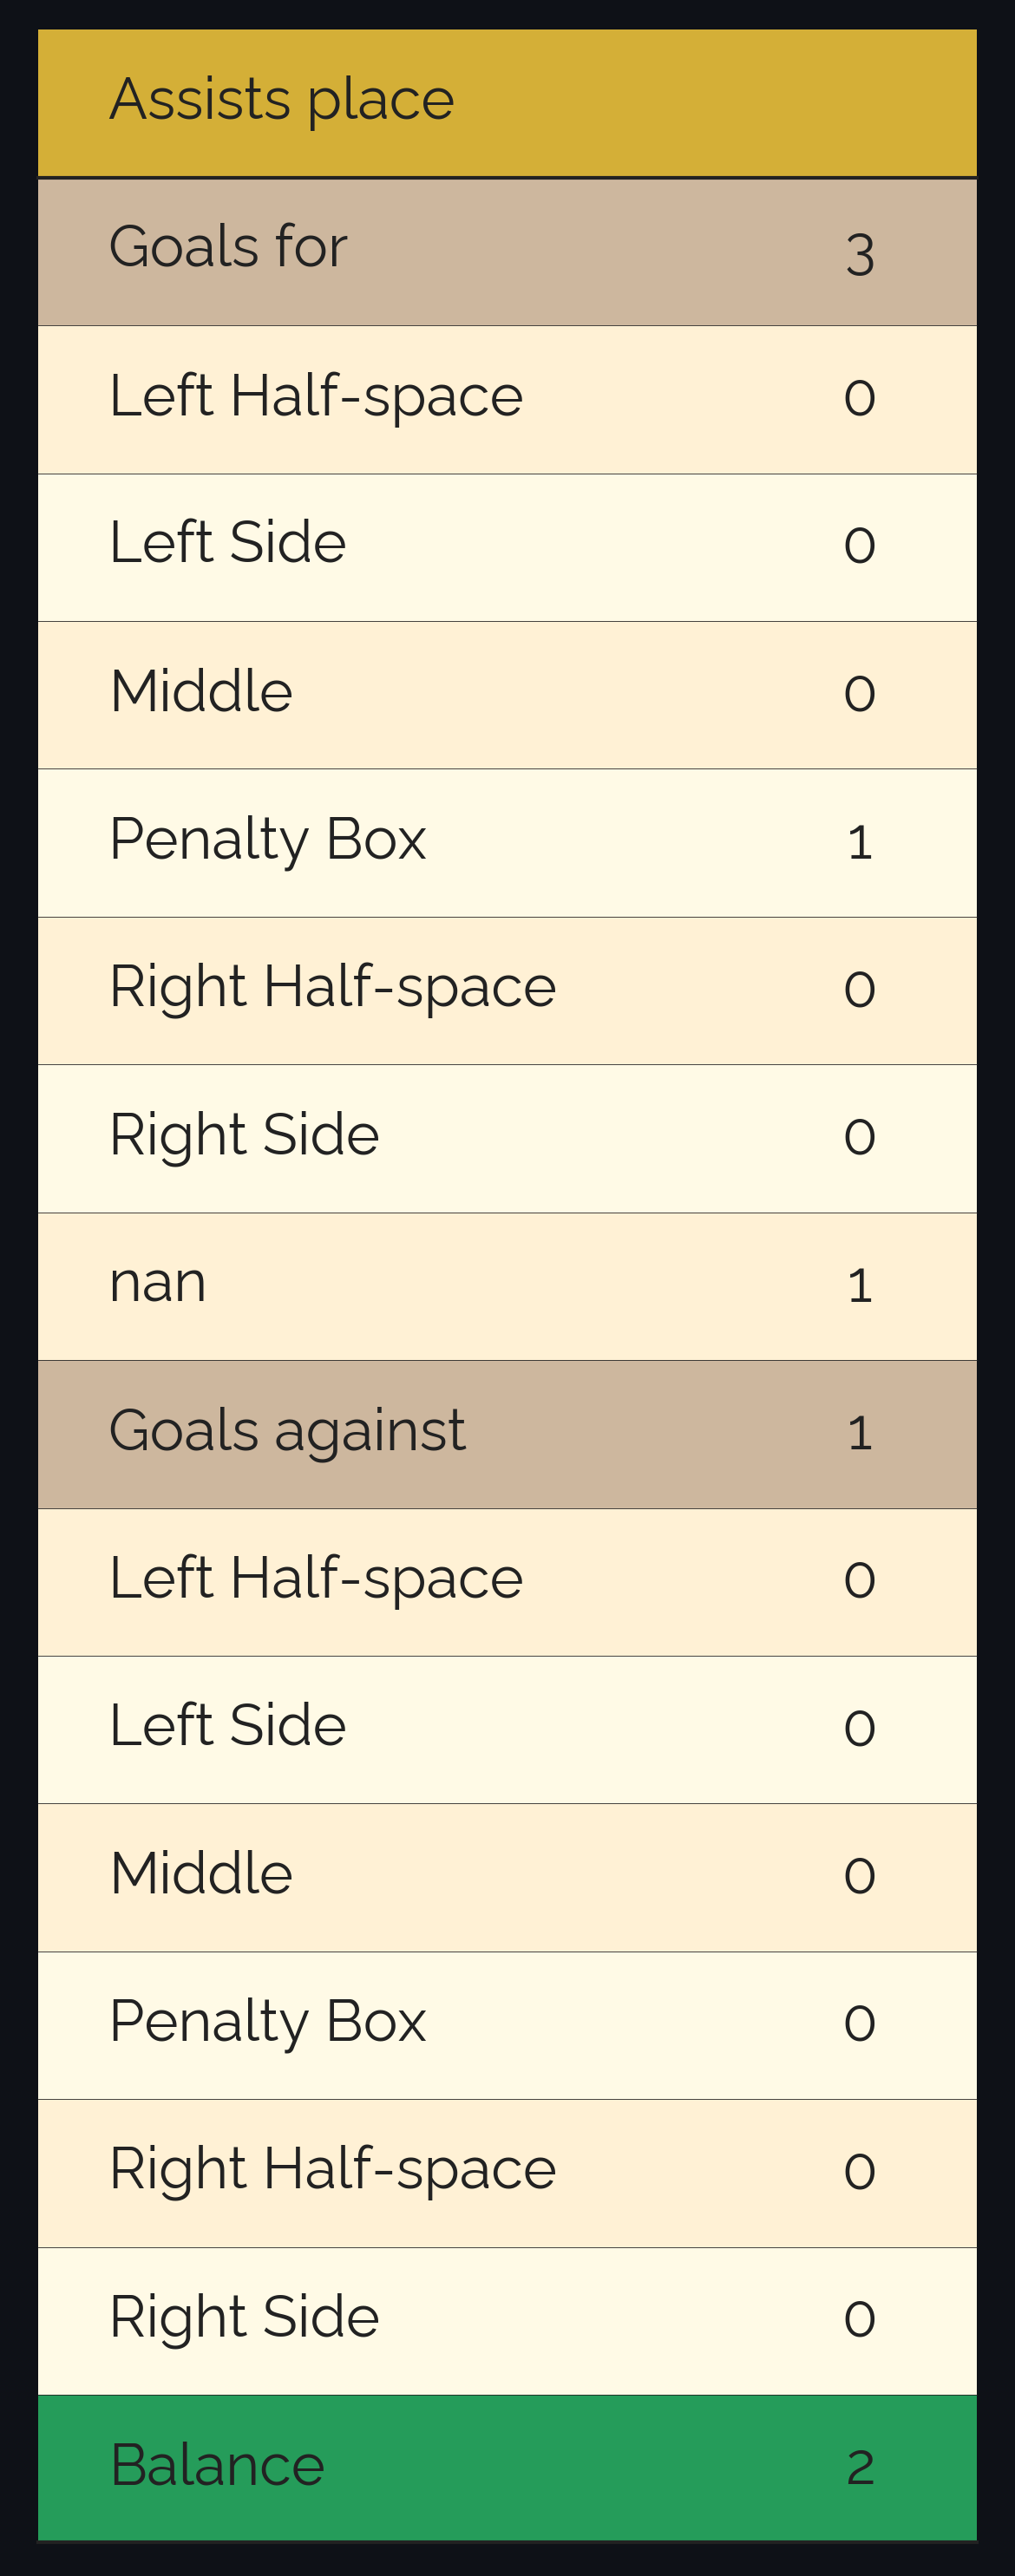 Assists place
Goals for 3
Left Half-space 0
Left Side 0
Middle 0
Penalty Box 1
Right Half-space 0
Right Side 0
nan 1
Goals against 1
Left Half-space 0
Left Side 0
Middle 0
Penalty Box 0
Right Half-space 0
Right Side 0
Balance 2